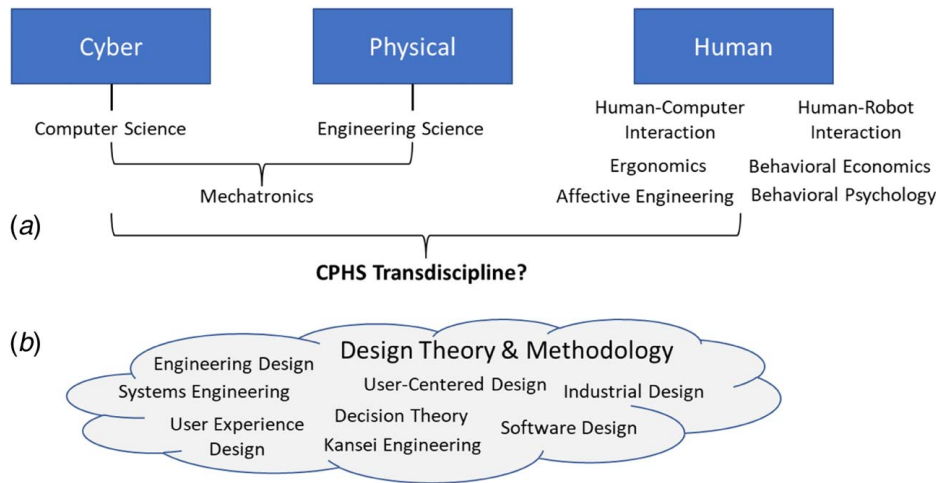 Cyber
Physical
Human
Computer Science
Engineering Science
Human-Computer
Interaction
Human-Robot
Interaction
Ergonomics
Behavioral Economics
Affective Engineering
Behavioral Psychology
Mechatronics
(a)
CPHS Transdiscipline?
(b)
Design Theory & Methodology
Engineering Design
User-Centered Design
Systems Engineering
Industrial Design
Decision Theory
User Experience
Design
Software Design
Kansei Engineering